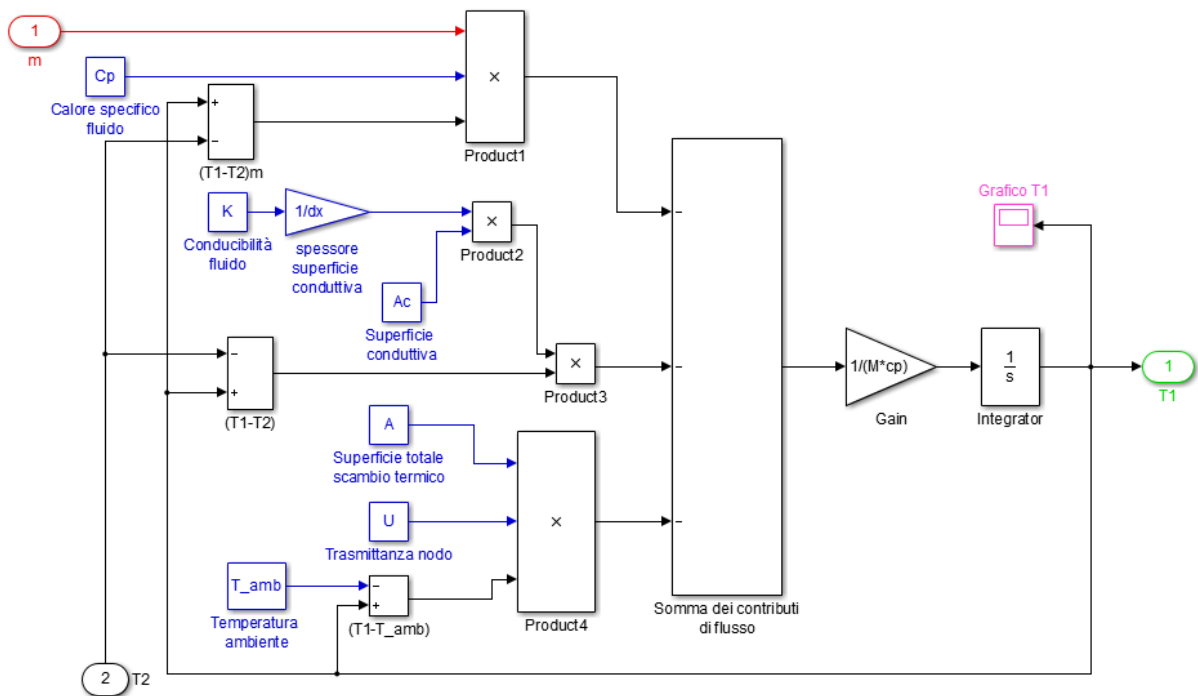 1
m
Cp
Calore specifico
fluido
+
−
(T1-T2)m
×
Product1
K
Conducibilità
fluido
1/dx
spessore
superficie
conduttiva
×
Product2
Ac
Superficie
conduttiva
−
+
(T1-T2)
×
Product3
A
Superficie totale
scambio termico
U
Trasmittanza nodo
T_amb
Temperatura
ambiente
−
+
(T1-T_amb)
×
Product4
−
−
−
Somma dei contributi
di flusso
1/(M*cp)
Gain
1
s
Integrator
Grafico T1
1
T1
2
T2